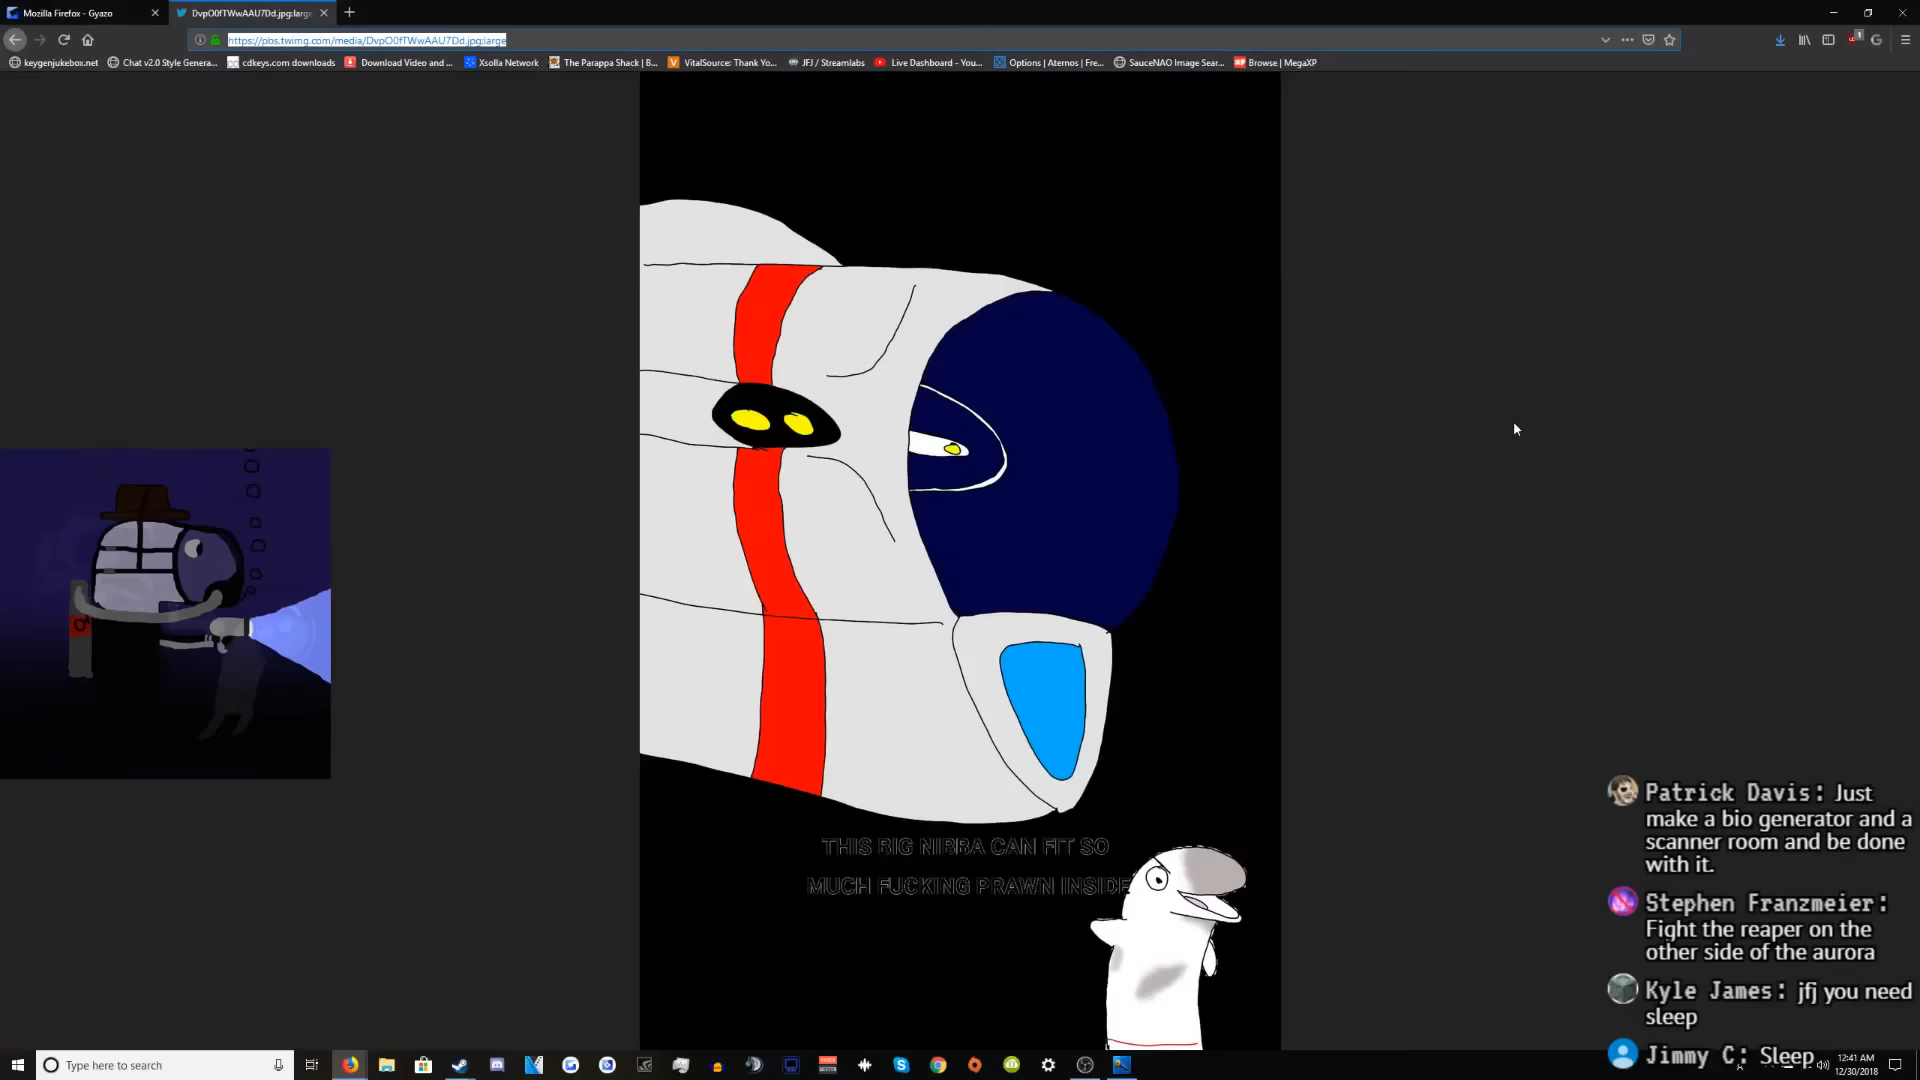 Mozilla Firefox - Gyazo
DvpO0fTWwAAU7Dd.jpg:large
https://pbs.twimg.com/media/DvpO0fTWwAAU7Dd.jpg:large
keygenjukebox.net
Chat v2.0 Style Genera...
cdkeys.com downloads
Download Video and ...
Xsolla Network
The Parappa Shack | B...
VitalSource: Thank Yo...
JFJ / Streamlabs
Live Dashboard - You...
Options | Aternos | Fre...
SauceNAO Image Sear...
Browse | MegaXP
THIS BIG NIBBA CAN FIT SO
MUCH FUCKING PRAWN INSIDE
Patrick Davis: Just
make a bio generator and a
scanner room and be done
with it.
Stephen Franzmeier:
Fight the reaper on the
other side of the aurora
Kyle James: jfj you need
sleep
Jimmy C: Sleep
Type here to search
12:41 AM
12/30/2018